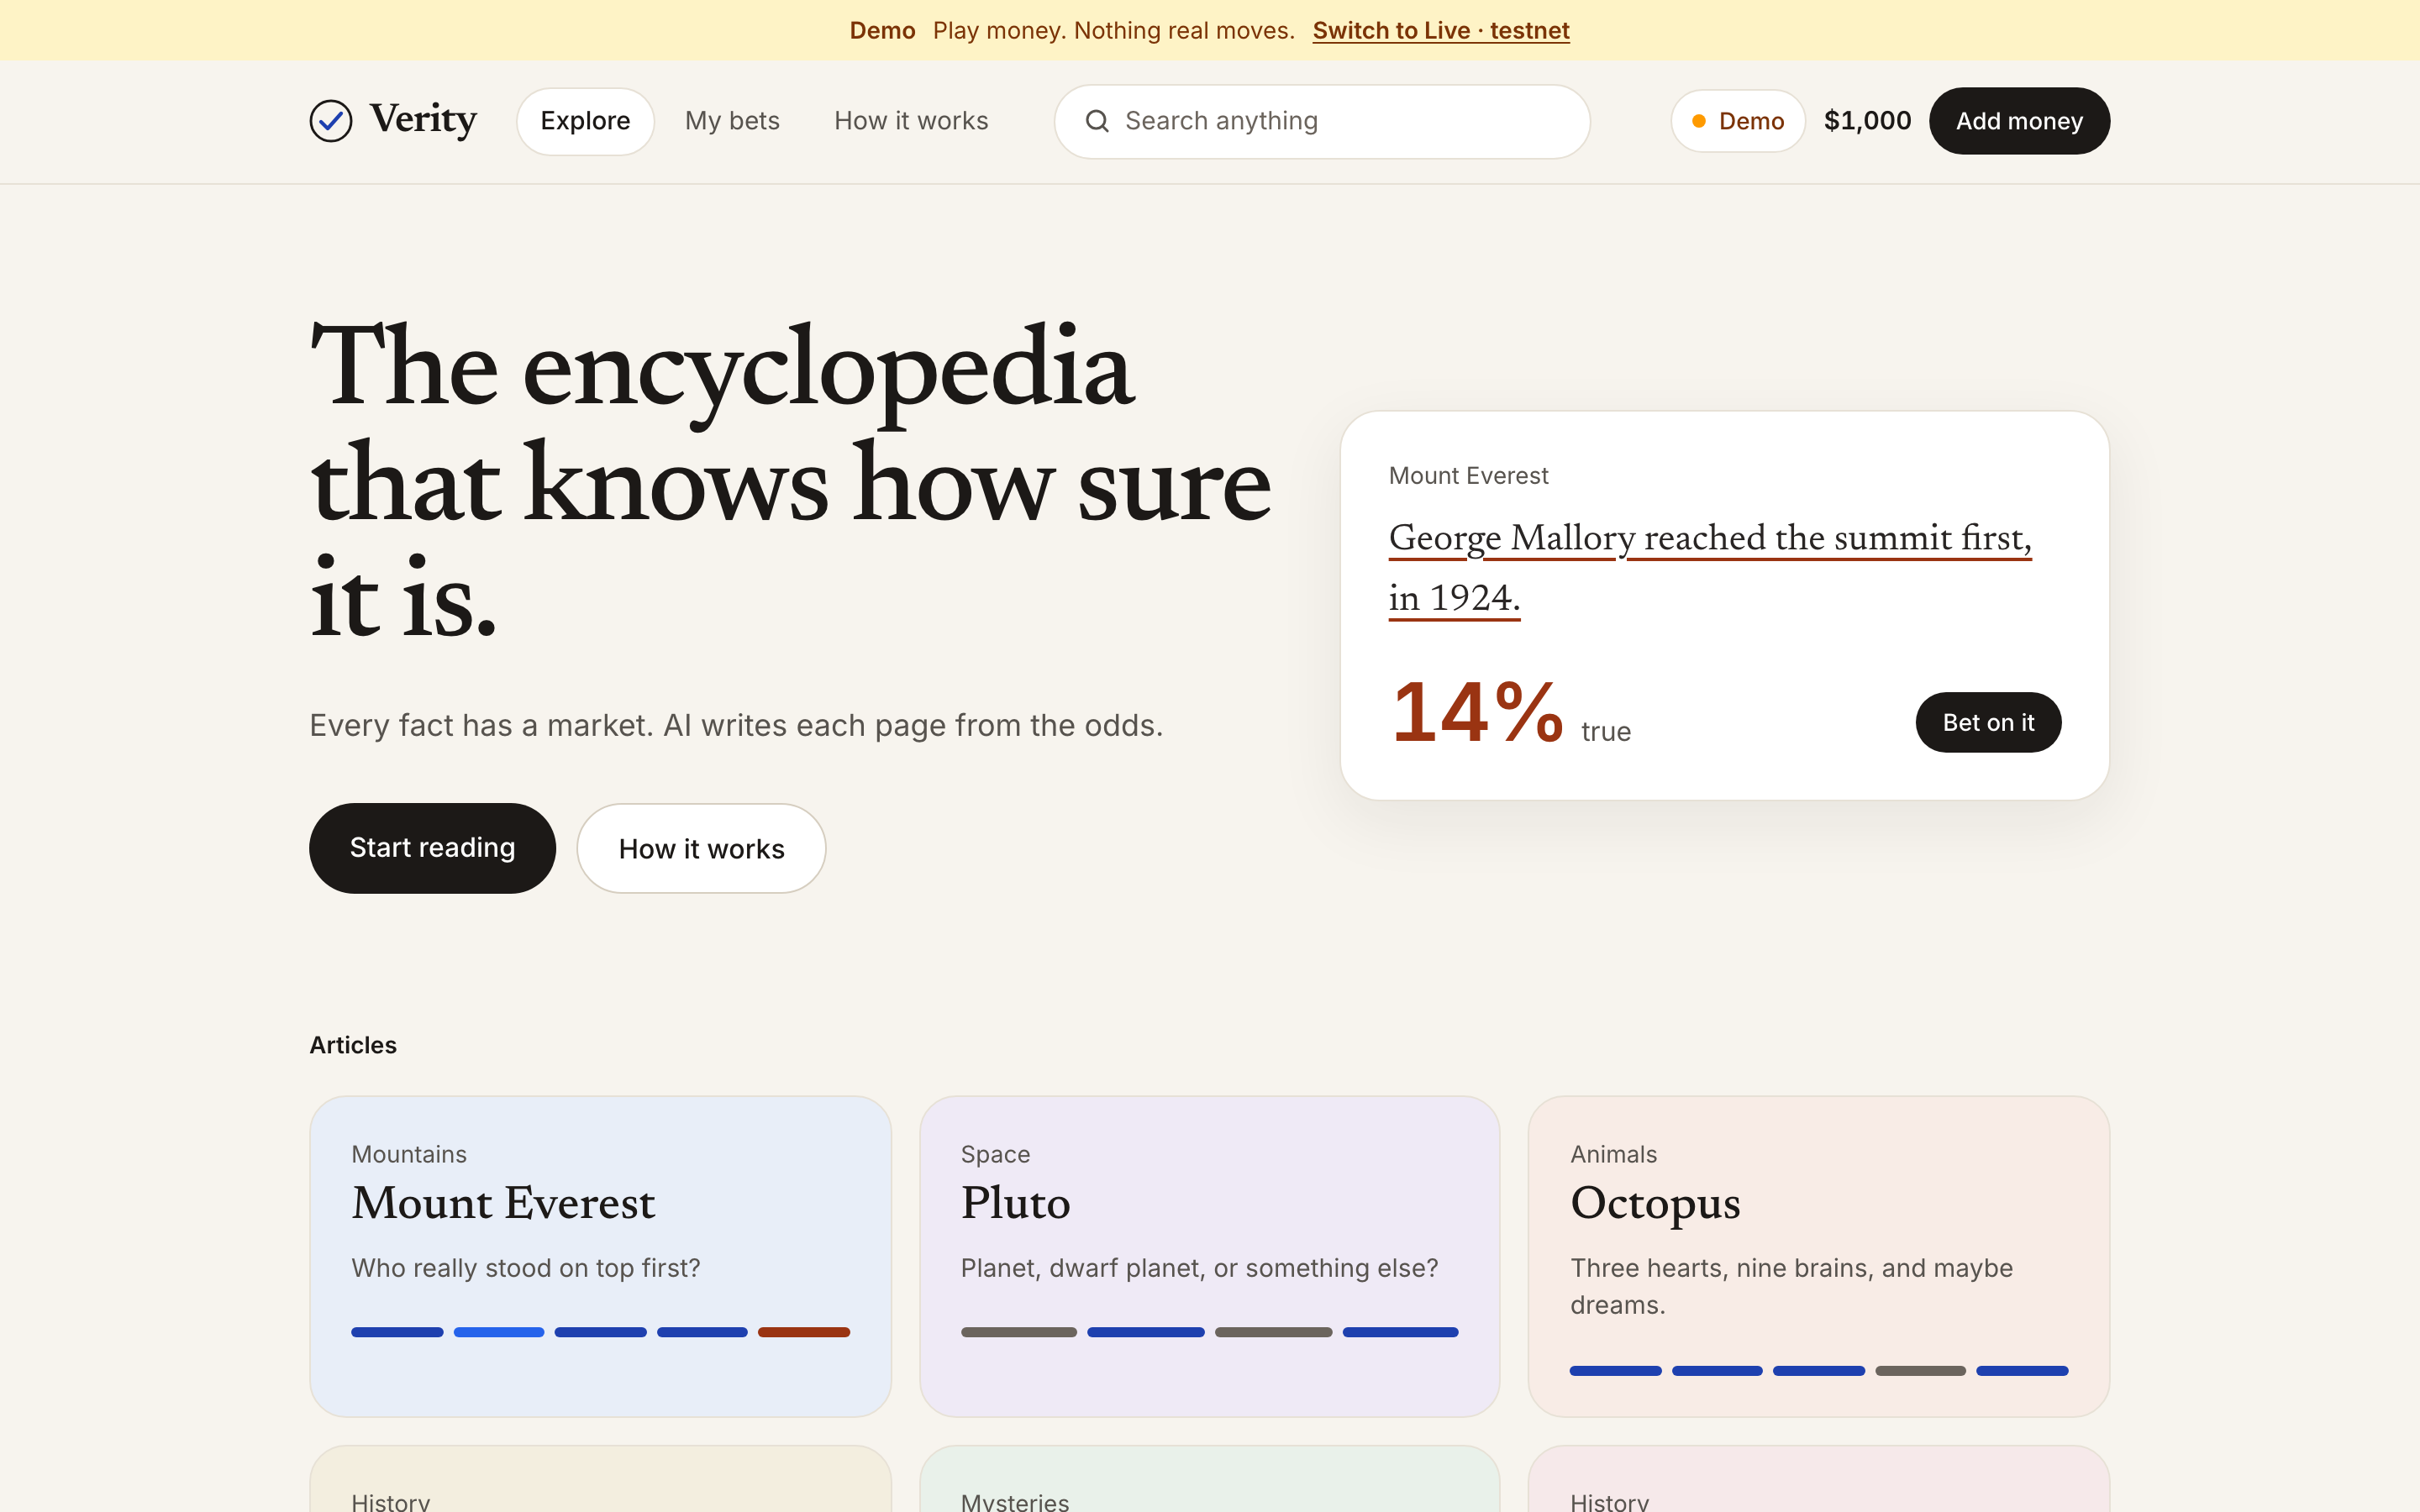 Demo Play money. Nothing real moves. Switch to Live · testnet
Verity
Explore
My bets
How it works
Search anything
Demo
$1,000
Add money
The encyclopedia
that knows how sure
it is.
Every fact has a market. AI writes each page from the odds.
Start reading
How it works
Mount Everest
George Mallory reached the summit first,
in 1924.
14% true
Bet on it
Articles
Mountains
Mount Everest
Who really stood on top first?
Space
Pluto
Planet, dwarf planet, or something else?
Animals
Octopus
Three hearts, nine brains, and maybe
dreams.
History
Mysteries
History